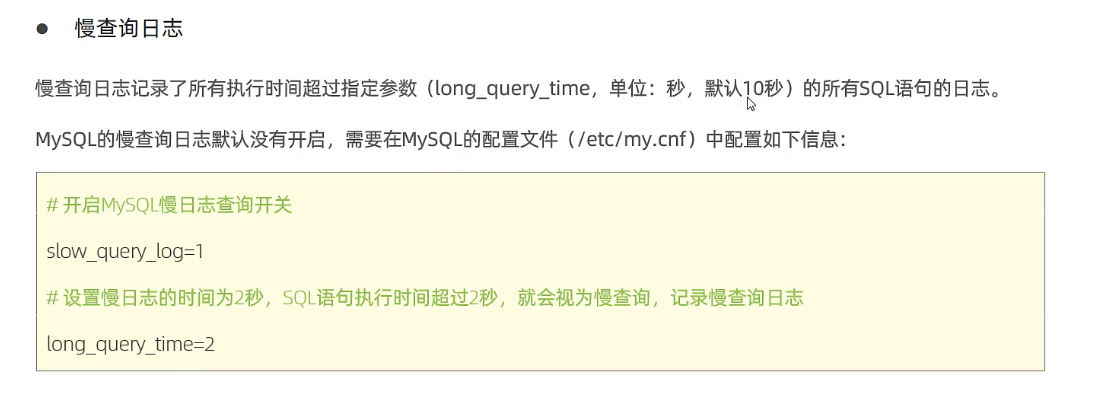 慢查询日志
慢查询日志记录了所有执行时间超过指定参数（long_query_time，单位：秒，默认10秒）的所有SQL语句的日志。
MySQL的慢查询日志默认没有开启，需要在MySQL的配置文件（/etc/my.cnf）中配置如下信息：
# 开启MySQL慢日志查询开关
slow_query_log=1
# 设置慢日志的时间为2秒，SQL语句执行时间超过2秒，就会视为慢查询，记录慢查询日志
long_query_time=2